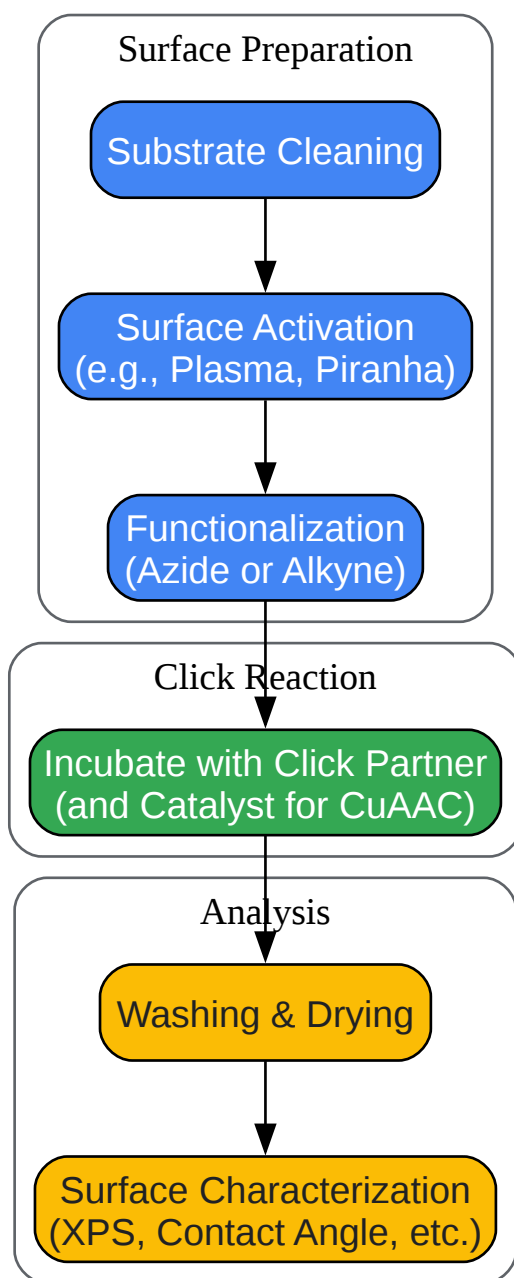 Surface Preparation
Substrate Cleaning
Surface Activation
(e.g., Plasma, Piranha)
Functionalization
(Azide or Alkyne)
Click Reaction
Incubate with Click Partner
(and Catalyst for CuAAC)
Analysis
Washing & Drying
Surface Characterization
(XPS, Contact Angle, etc.)